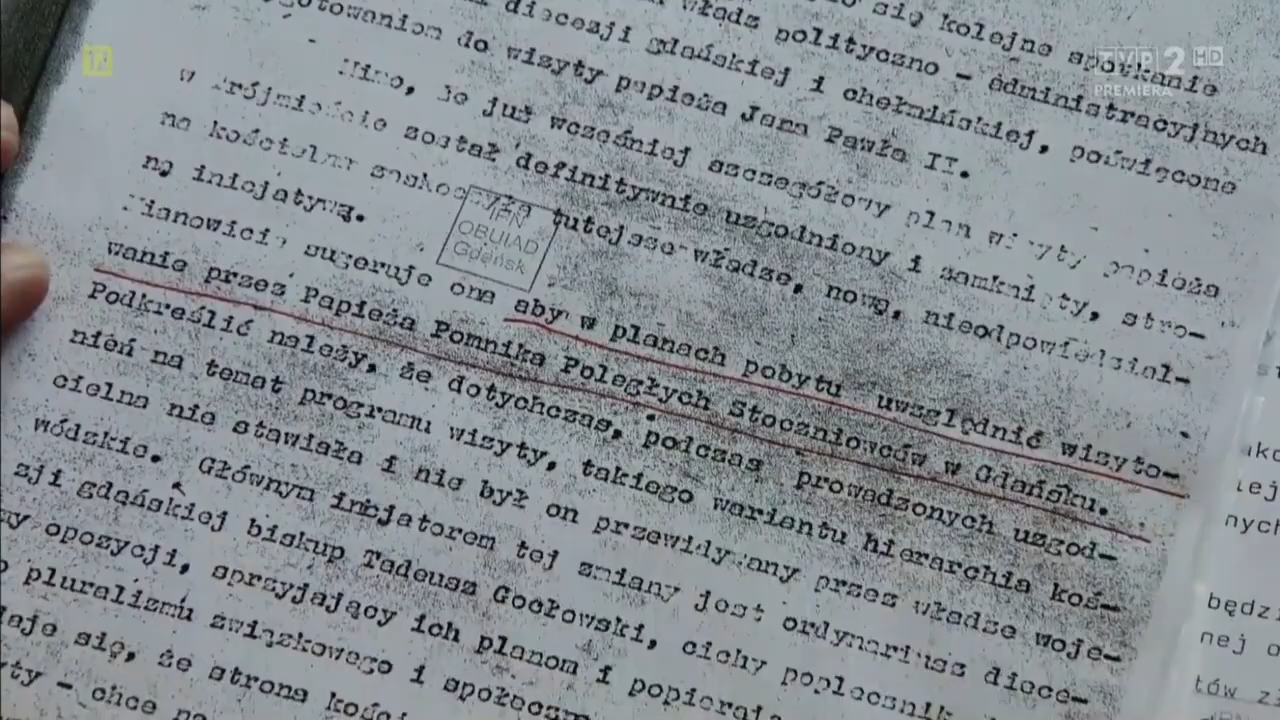 się kolejne spotkanie
władz polityczno - administracyjnych
diecezji gdańskiej i chełmińskiej, poświęcone
do wizyty papieża Jana Pawła II.
Mimo, że już wcześniej szczegółowy plan wizyty papieża
w Trójmieście został definitywnie uzgodniony i zamknięty, stro-
na kościelna zaskoczyła tutejsze władze, nową, nieodpowiedzial-
ną inicjatywą.
Mianowicie sugeruje ona aby w planach pobytu uwzględnić wizyto-
wanie przez Papieża Pomnika Poległych Stoczniowców w Gdańsku.
Podkreślić należy, że dotychczas, podczas prowadzonych uzgod-
nień na temat programu wizyty, takiego wariantu hierarchia koś-
cielna nie stawiała i nie był on przewidywany przez władze woje-
wódzkie. Głównym inicjatorem tej zmiany jest ordynariusz diece-
zji gdańskiej biskup Tadeusz Gocłowski, cichy poplecznik
opozycji, sprzyjający ich planom i
pluralizmu związkowego i
się, że strona
- chce
IPN
OBUIAD
Gdańsk
TVP 2 HD
PREMIERA
będzi
nej o
tów
nych